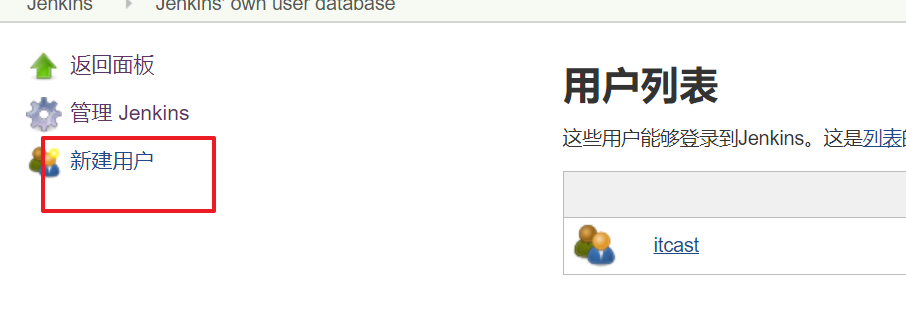 Jenkins Jenkins' own user database
返回面板
管理 Jenkins
新建用户
用户列表
这些用户能够登录到Jenkins。这是列表
itcast